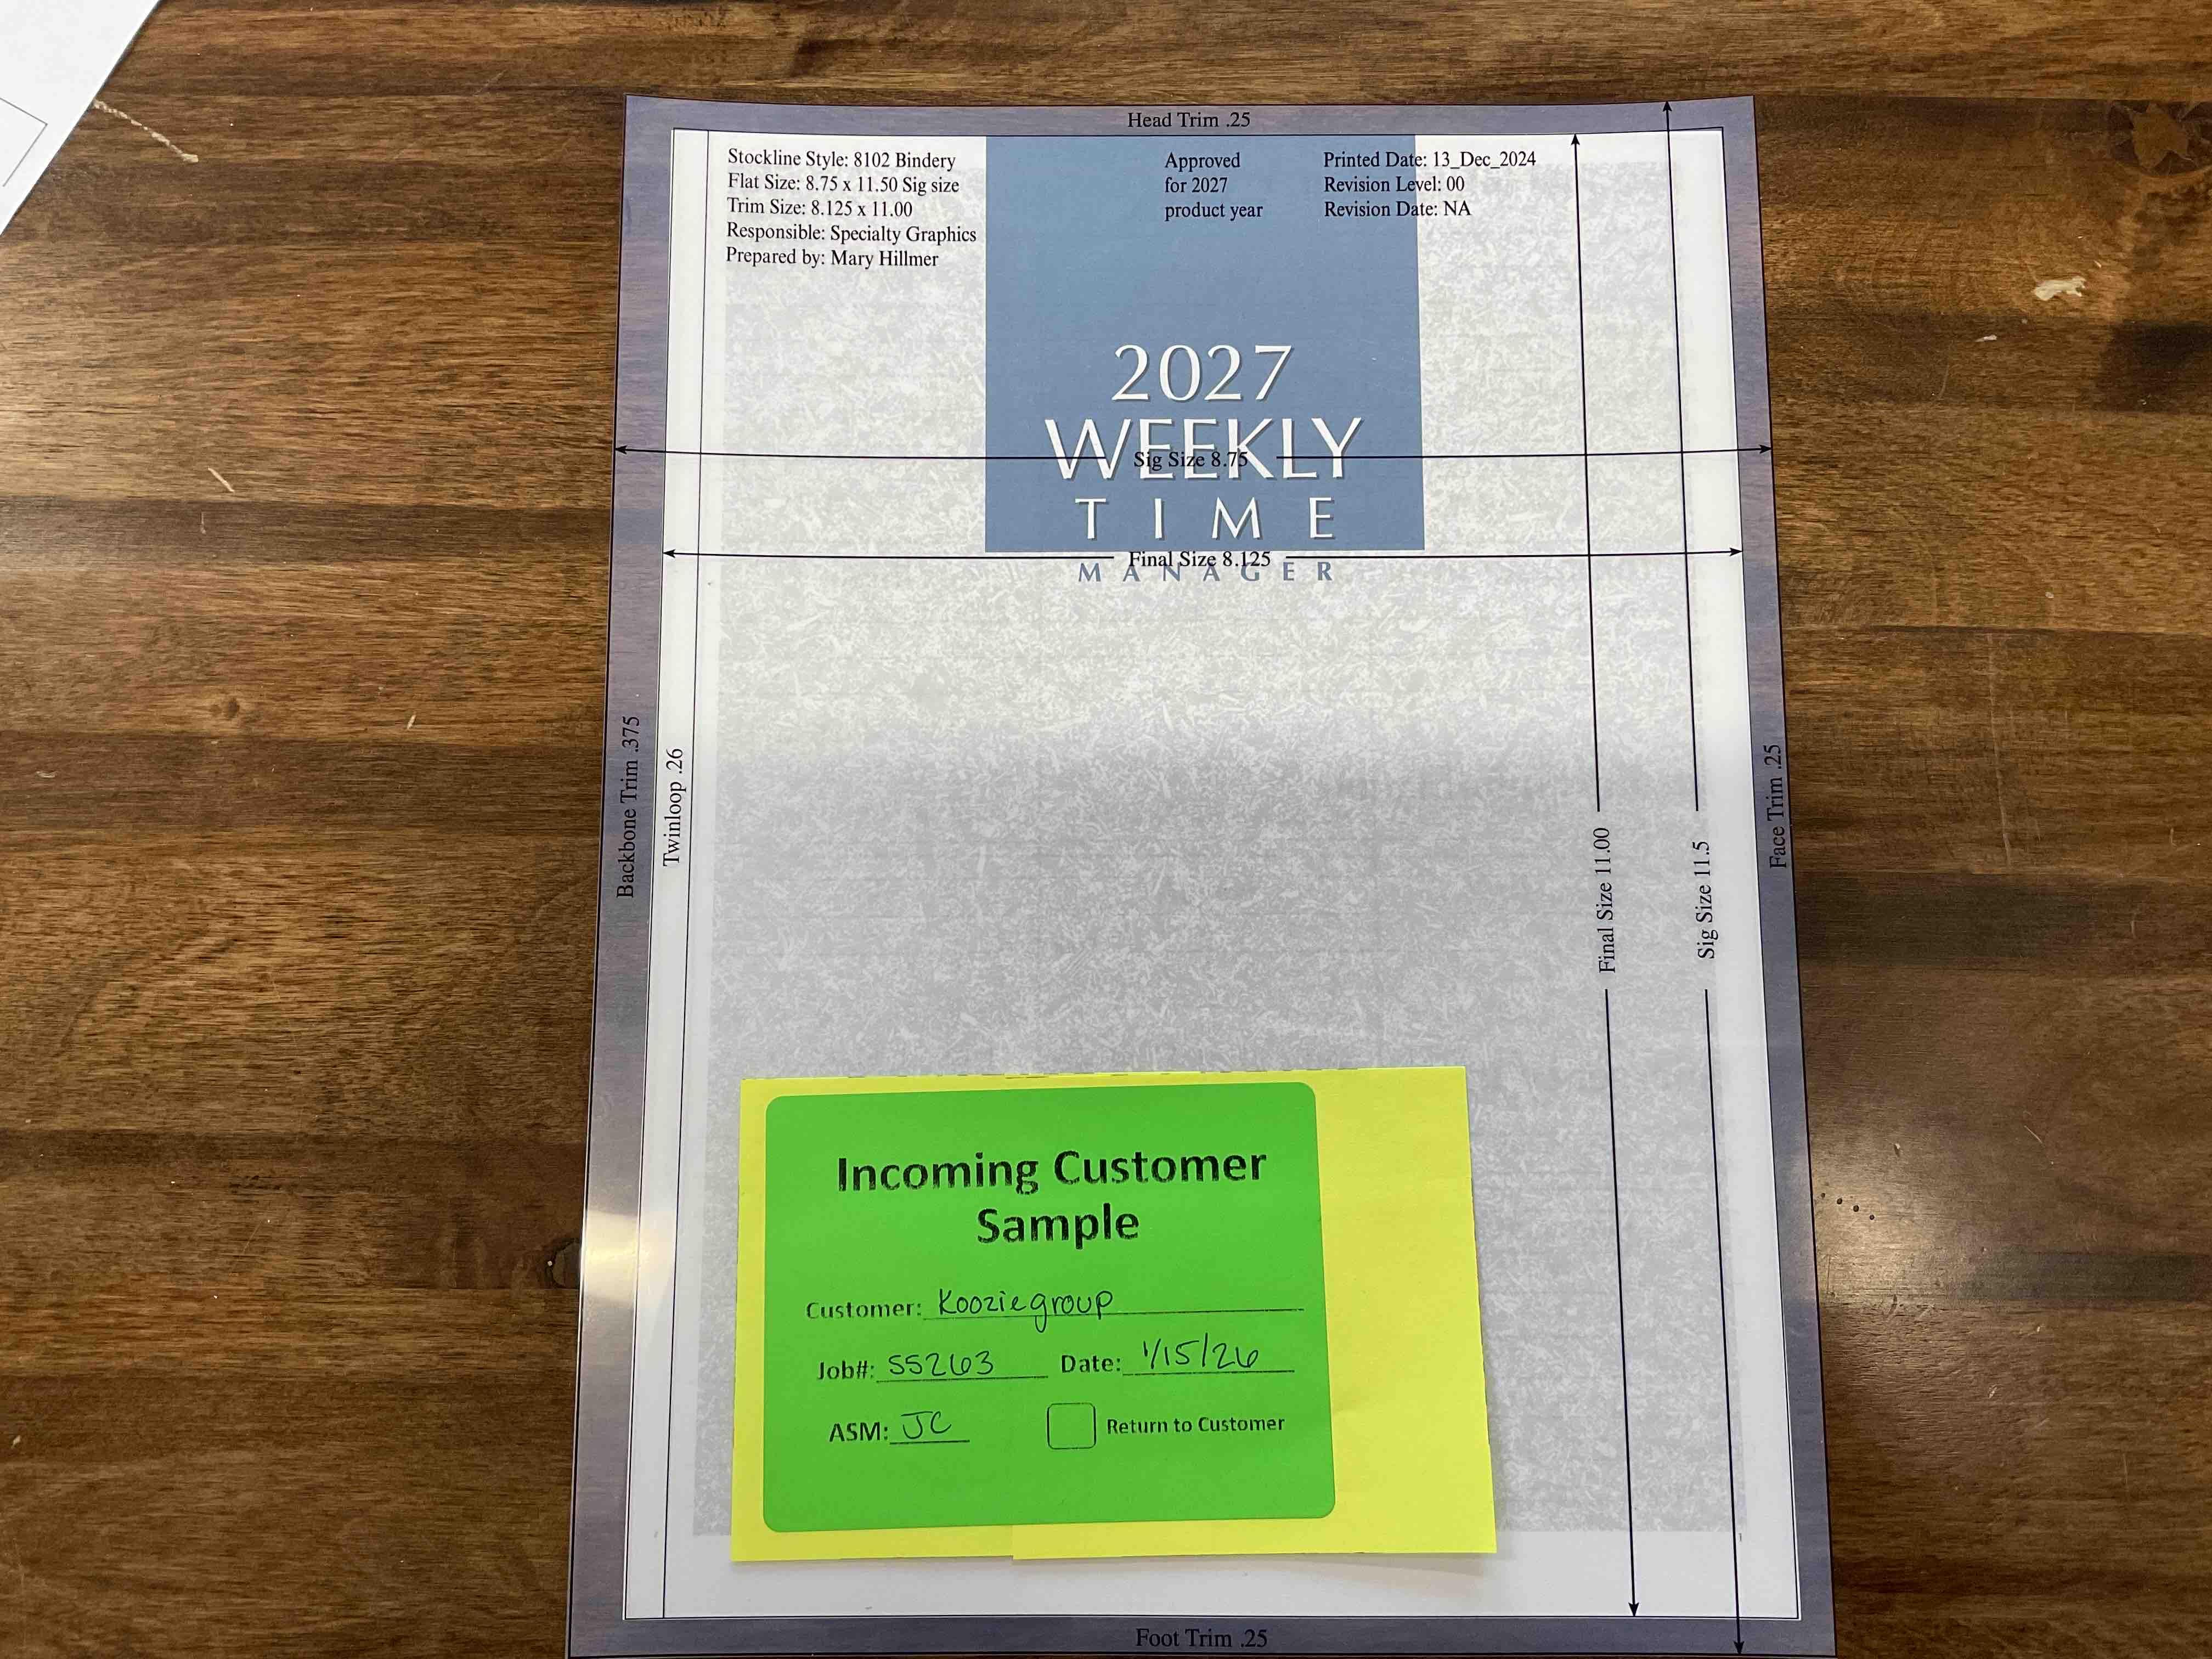 Head Trim .25
Stockline Style: 8102 Bindery
Flat Size: 8.75 x 11.50 Sig size
Trim Size: 8.125 x 11.00
Responsible: Specialty Graphics
Prepared by: Mary Hillmer
Approved
for 2027
product year
Printed Date: 13_Dec_2024
Revision Level: 00
Revision Date: NA
2027
WEEKLY
Sig Size 8.75
TIME
Final Size 8.125
MANAGER
Backbone Trim .375
Twinloop .26
Final Size 11.00
Sig Size 11.5
Face Trim .25
Incoming Customer
Sample
Customer: Kooziegroup
Job#: 55263 Date: 1/15/26
ASM: JC Return to Customer
Foot Trim .25